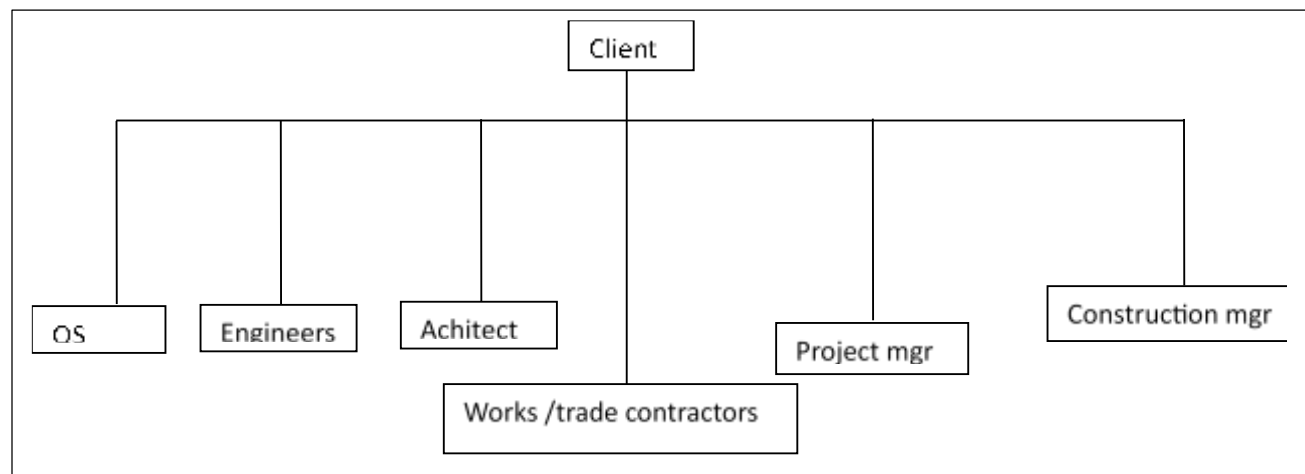 Client
QS
Engineers
Achitect
Works /trade contractors
Project mgr
Construction mgr